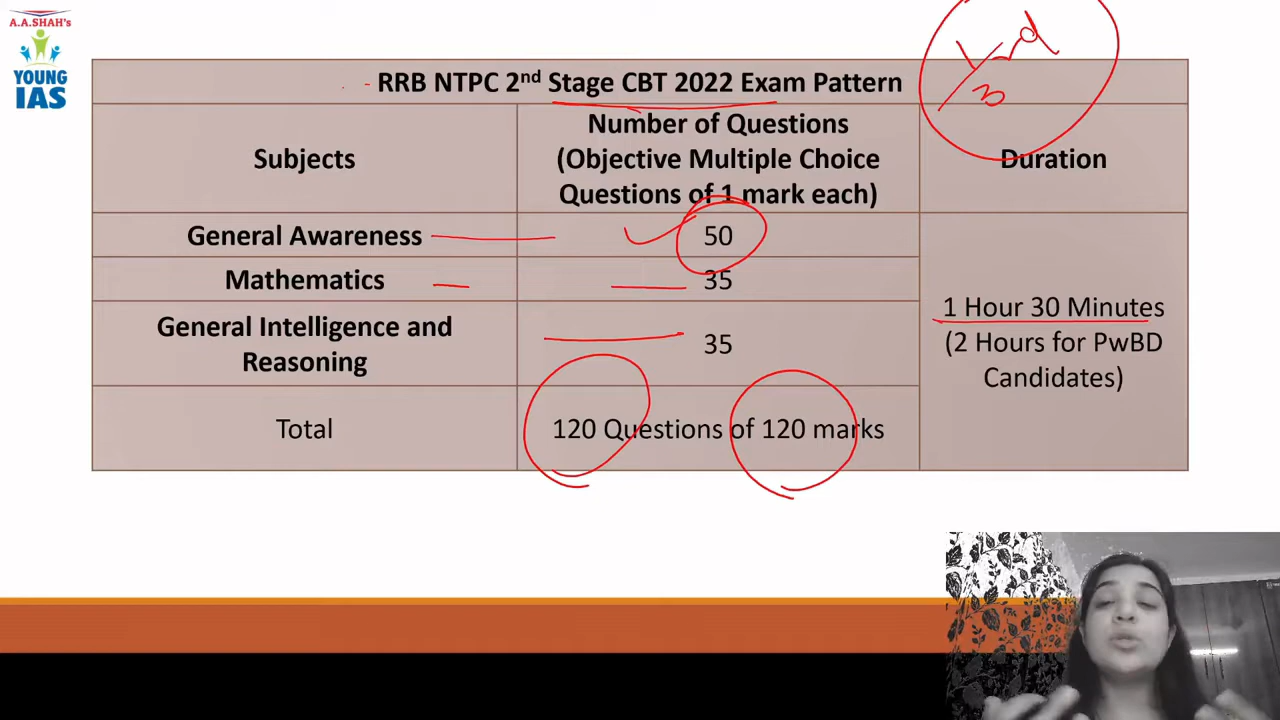 A.A.SHAH's
YOUNG
IAS
1/3rd
RRB NTPC 2nd Stage CBT 2022 Exam Pattern
Subjects
Number of Questions
(Objective Multiple Choice
Questions of 1 mark each)
Duration
General Awareness
50
Mathematics
35
General Intelligence and
Reasoning
35
1 Hour 30 Minutes
(2 Hours for PwBD
Candidates)
Total
120 Questions of 120 marks